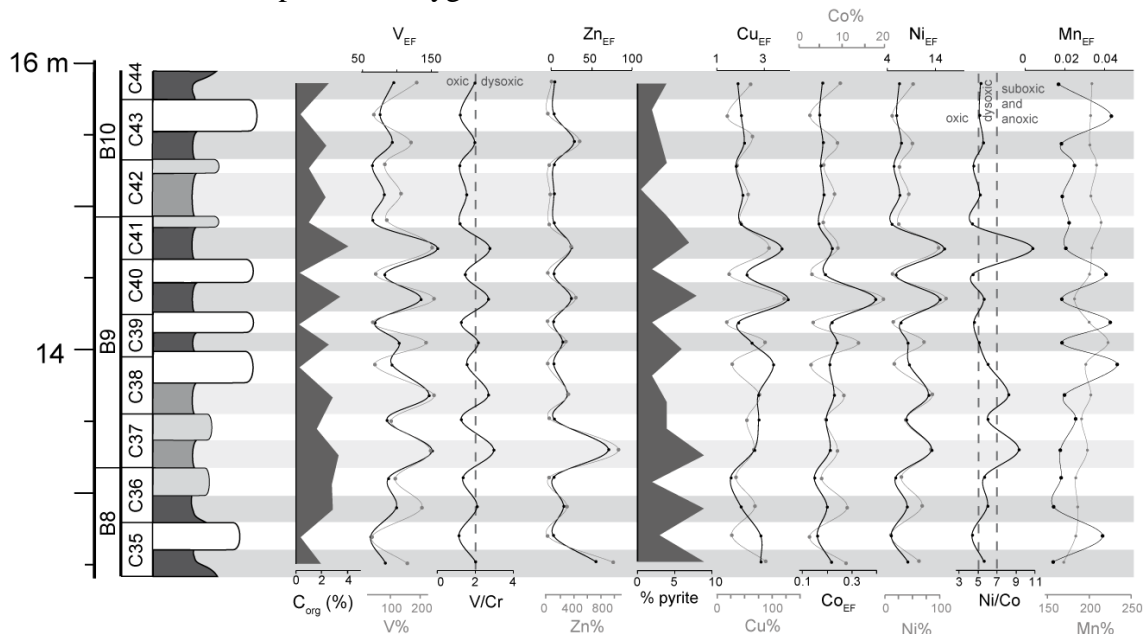 Co%
V_EF Zn_EF Cu_EF 0 10 20 Ni_EF Mn_EF
16 m 50 150 0 50 100 1 3 4 14 0 0.02 0.04
oxic dysoxic
oxic dysoxic suboxic and anoxic
B10 C44 C43 C42
B9 C41 C40 C39 C38 C37
14
B8 C36 C35
0 2 4 0 2 4 0 5 10 0.1 0.3 3 5 7 9 11
C_org (%) V/Cr % pyrite Co_EF Ni/Co
100 200 0 400 800 0 100 0 100 150 200 250
V% Zn% Cu% Ni% Mn%